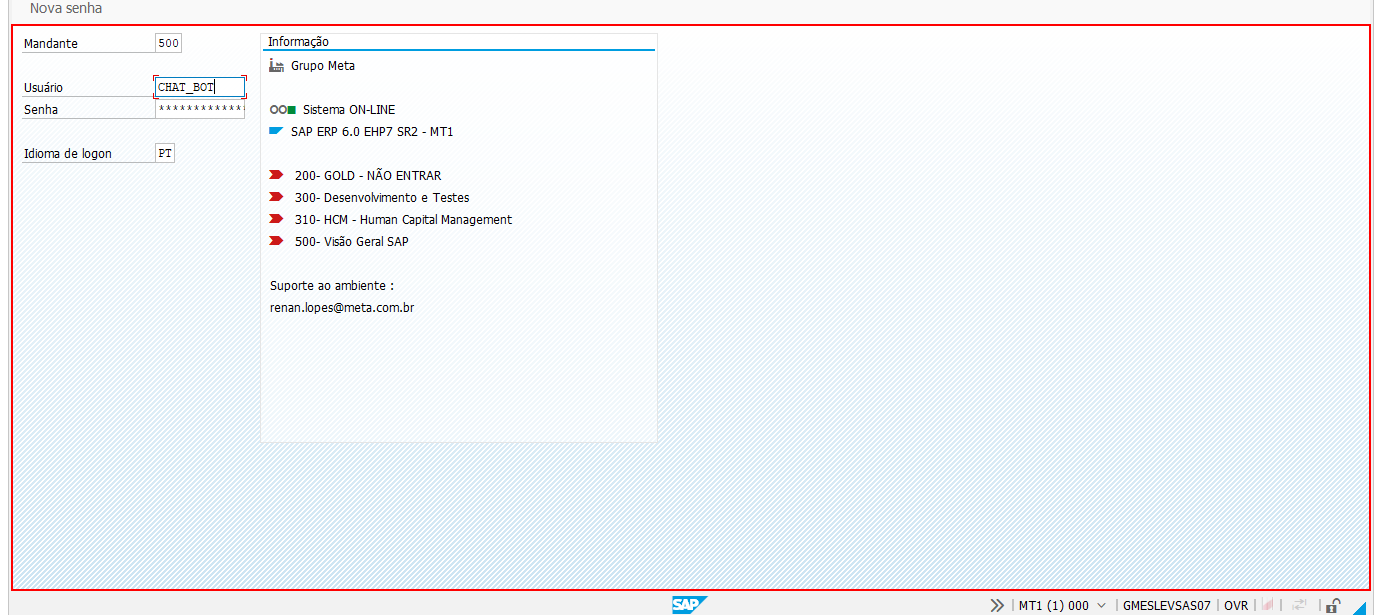 Nova senha
Mandante 500
Usuário CHAT_BOT
Senha *************
Idioma de logon PT
Informação
Grupo Meta
Sistema ON-LINE
SAP ERP 6.0 EHP7 SR2 - MT1
200- GOLD - NÃO ENTRAR
300- Desenvolvimento e Testes
310- HCM - Human Capital Management
500- Visão Geral SAP
Suporte ao ambiente :
renan.lopes@meta.com.br
SAP
MT1 (1) 000 GMESLEVSAS07 OVR